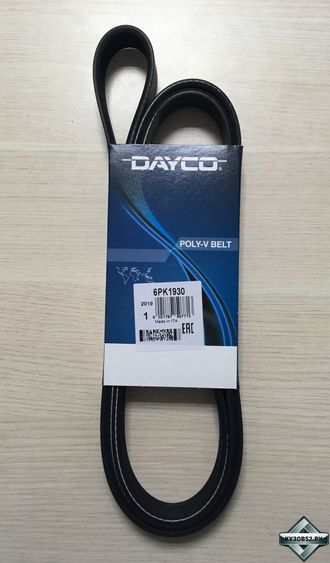 DAYCO®
POLY-V BELT
6PK1930
2019
1
Made in ITA
EAC
КУЗОВ52.РУ